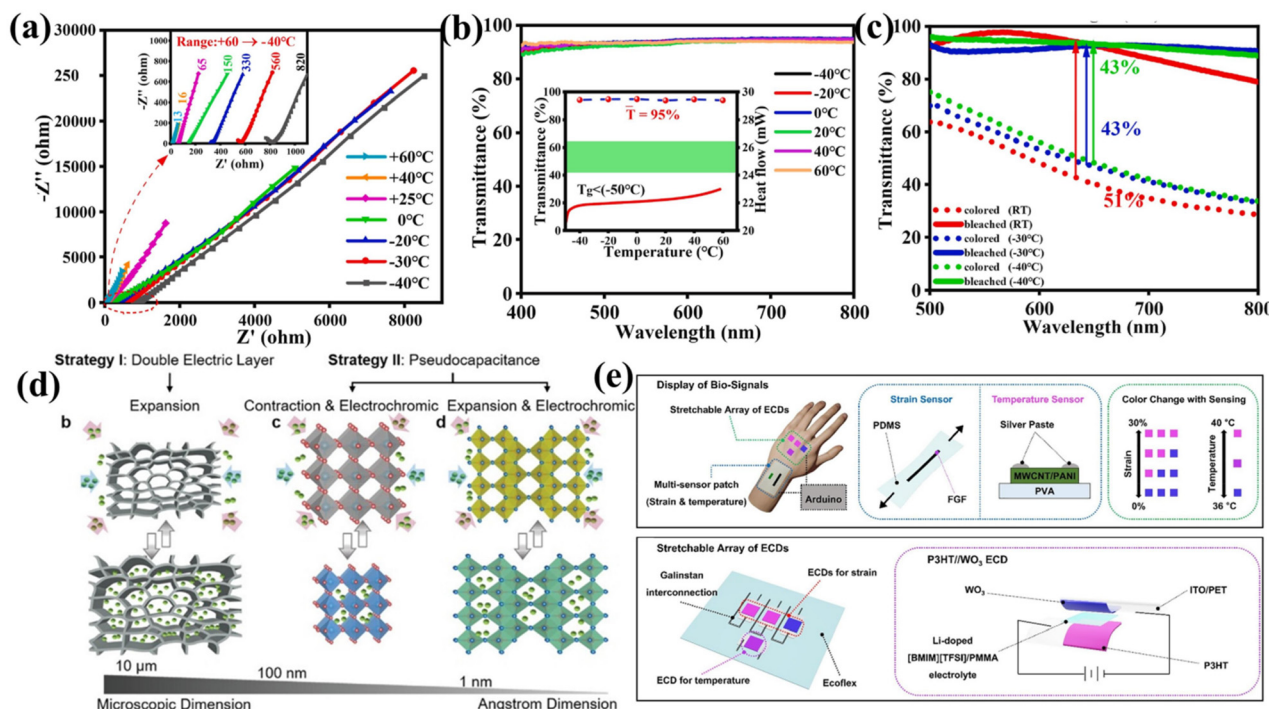 (a)
30000
25000
20000
15000
10000
5000
0
-Z'' (ohm)
0
2000
4000
6000
8000
Z' (ohm)
Range:+60 → -40°C
1000
800
600
400
200
0
-Z'' (ohm)
13
16
65
150
330
560
820
0
200
400
600
800
1000
Z' (ohm)
+60°C
+40°C
+25°C
0°C
-20°C
-30°C
-40°C
(b)
100
80
60
40
20
0
Transmittance (%)
400
500
600
700
800
Wavelength (nm)
-40°C
-20°C
0°C
20°C
40°C
60°C
100
80
60
40
20
0
Transmittance (%)
T̄ = 95%
Tg<(-50°C)
30
28
26
24
22
20
Heat flow (mW)
-40
-20
0
20
40
60
Temperature (°C)
(c)
100
80
60
40
20
0
Transmittance (%)
43%
43%
51%
colored (RT)
bleached (RT)
colored (-30°C)
bleached (-30°C)
colored (-40°C)
bleached (-40°C)
500
600
700
800
Wavelength (nm)
(d)
Strategy I: Double Electric Layer
Strategy II: Pseudocapacitance
Expansion
Contraction & Electrochromic
Expansion & Electrochromic
b
c
d
10 μm
100 nm
1 nm
Microscopic Dimension
Angstrom Dimension
(e)
Display of Bio-Signals
Stretchable Array of ECDs
Multi-sensor patch
(Strain & temperature)
Arduino
Strain Sensor
PDMS
FGF
Temperature Sensor
Silver Paste
MWCNT/PANI
PVA
Color Change with Sensing
30%
Strain
0%
40 °C
Temperature
36 °C
Stretchable Array of ECDs
Galinstan
interconnection
ECDs for strain
ECD for temperature
Ecoflex
P3HT//WO₃ ECD
WO₃
ITO/PET
Li-doped
[BMIM][TFSI]/PMMA
electrolyte
P3HT